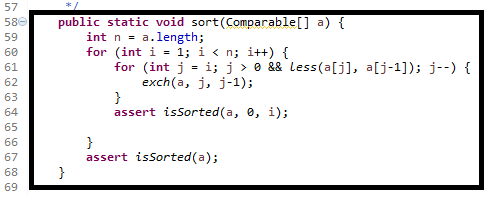 57 */
58 public static void sort(Comparable[] a) {
59 int n = a.length;
60 for (int i = 1; i < n; i++) {
61 for (int j = i; j > 0 && less(a[j], a[j-1]); j--) {
62 exch(a, j, j-1);
63 }
64 assert isSorted(a, 0, i);
65
66 }
67 assert isSorted(a);
68 }
69